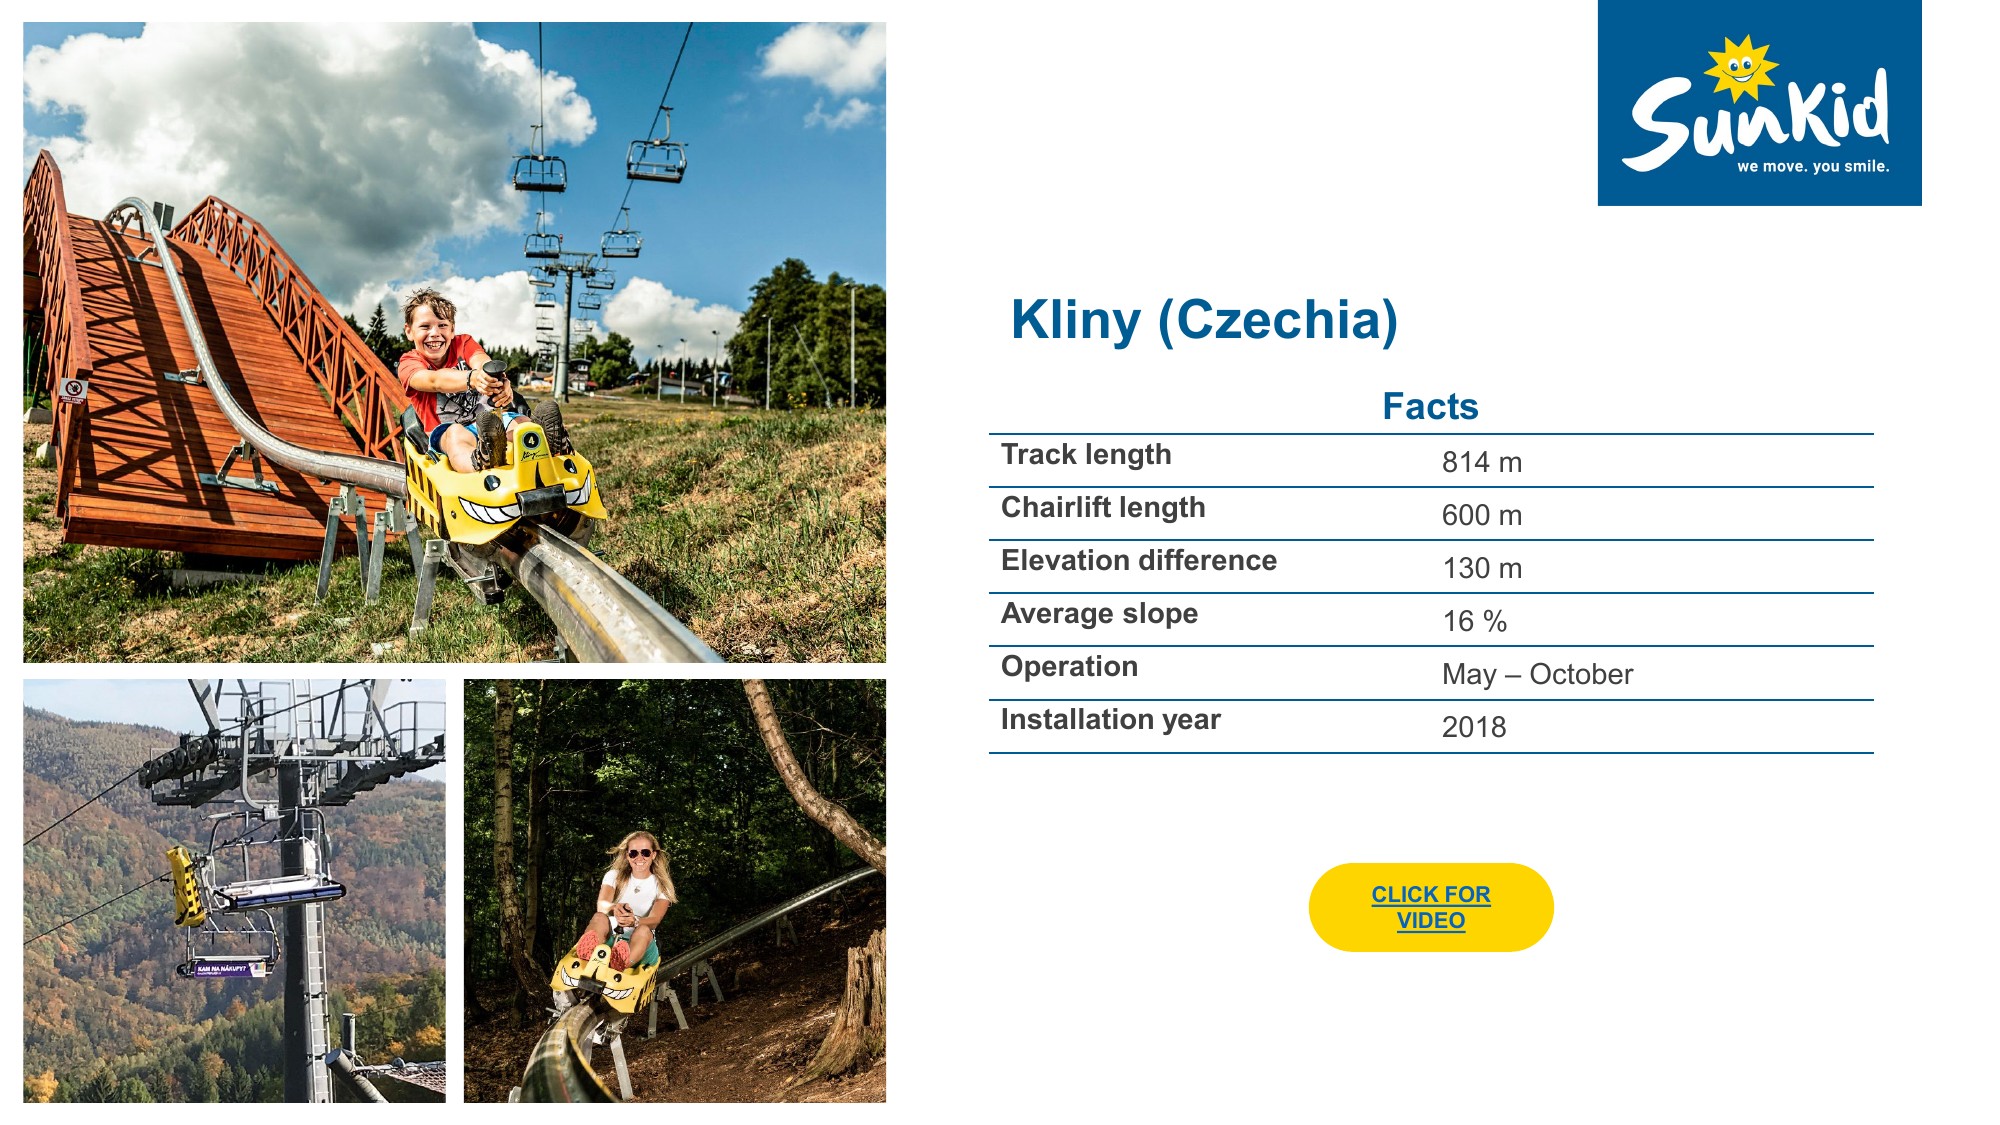 SunKid
we move. you smile.
Kliny (Czechia)
Facts
Track length 814 m
Chairlift length 600 m
Elevation difference 130 m
Average slope 16 %
Operation May – October
Installation year 2018
CLICK FOR
VIDEO
4
KAM NA NÁKUPY?